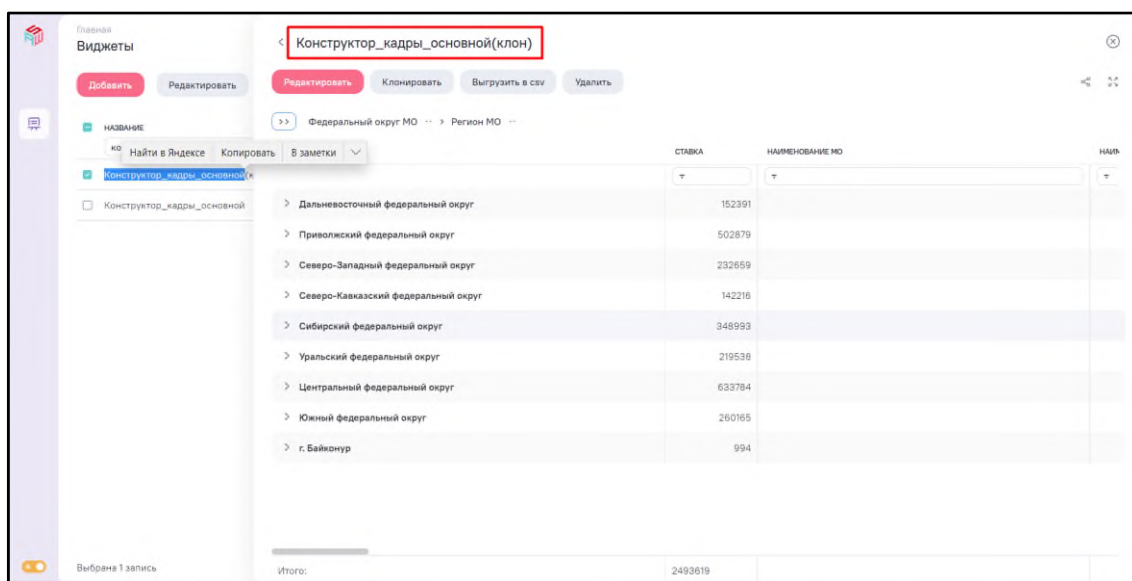 Главная
Виджеты
Добавить
Редактировать
НАЗВАНИЕ
ко
Найти в Яндексе
Копировать
В заметки
Конструктор_кадры_основной(к
Конструктор_кадры_основной
Выбрана 1 запись
Конструктор_кадры_основной(клон)
Редактировать
Клонировать
Выгрузить в csv
Удалить
>> Федеральный округ МО > Регион МО
СТАВКА НАИМЕНОВАНИЕ МО НАИМ
Дальневосточный федеральный округ 152391
Приволжский федеральный округ 502879
Северо-Западный федеральный округ 232659
Северо-Кавказский федеральный округ 142216
Сибирский федеральный округ 348993
Уральский федеральный округ 219538
Центральный федеральный округ 633784
Южный федеральный округ 260165
г. Байконур 994
Итого: 2493619